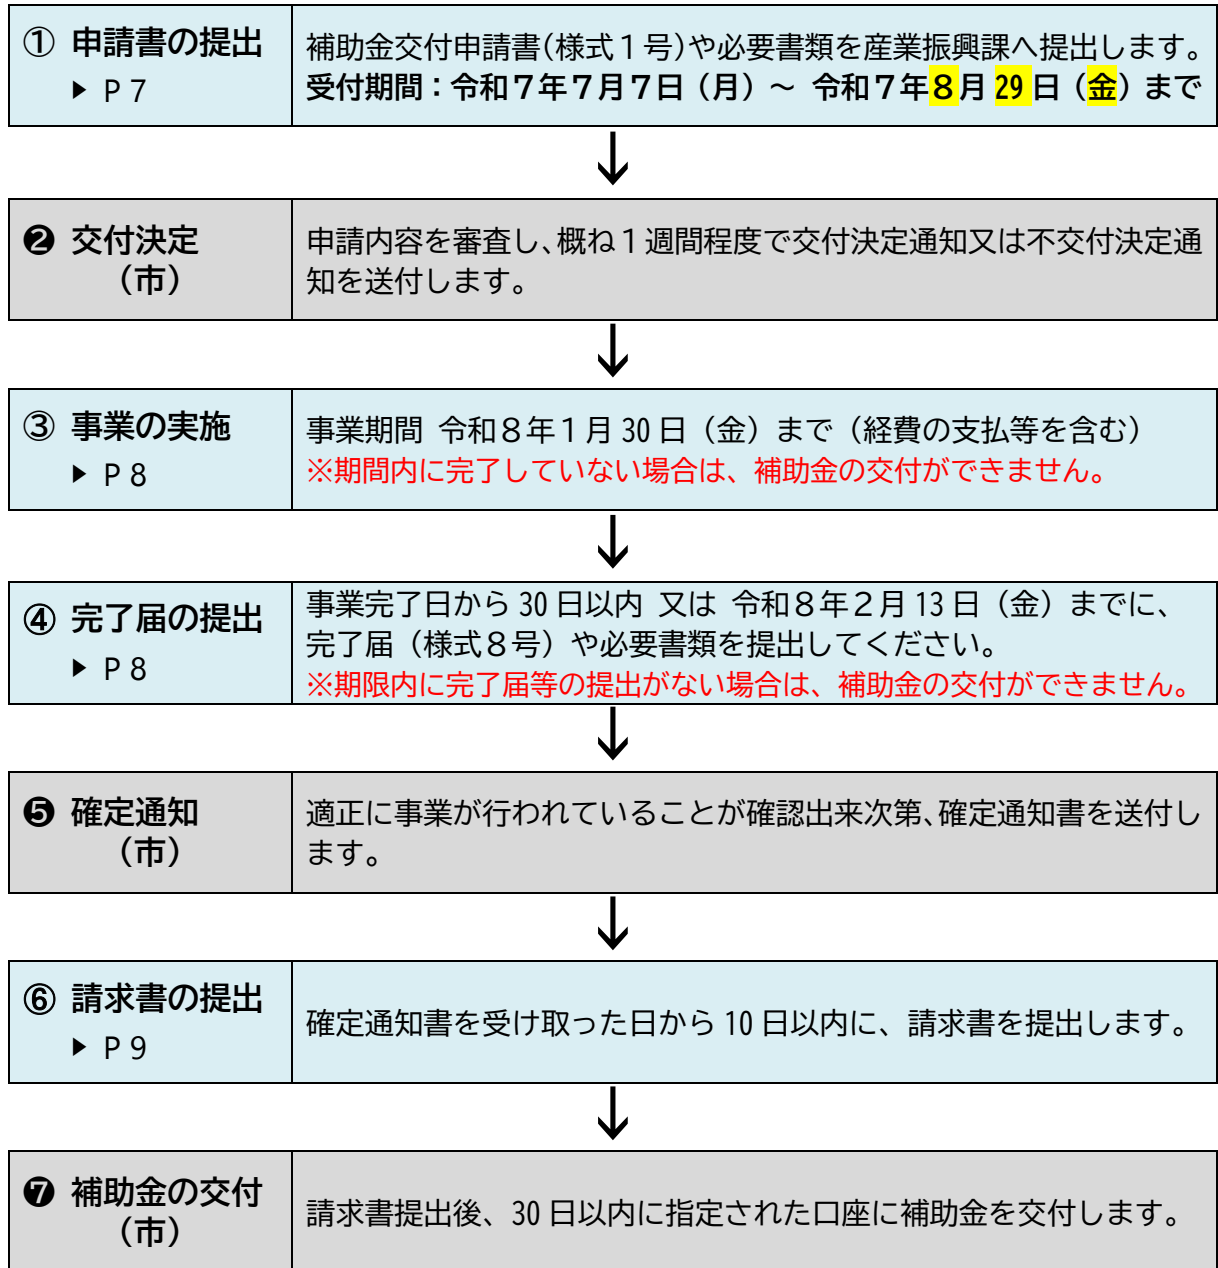 ① 申請書の提出
▶ P７
補助金交付申請書(様式１号)や必要書類を産業振興課へ提出します。
受付期間：令和７年７月７日（月）～ 令和７年８月 29 日（金）まで
↓
❷ 交付決定
（市）
申請内容を審査し、概ね１週間程度で交付決定通知又は不交付決定通
知を送付します。
↓
③ 事業の実施
▶ P８
事業期間 令和８年１月 30 日（金）まで（経費の支払等を含む）
※期間内に完了していない場合は、補助金の交付ができません。
↓
④ 完了届の提出
▶ P８
事業完了日から 30 日以内 又は 令和８年２月 13 日（金）までに、
完了届（様式８号）や必要書類を提出してください。
※期限内に完了届等の提出がない場合は、補助金の交付ができません。
↓
❺ 確定通知
（市）
適正に事業が行われていることが確認出来次第、確定通知書を送付し
ます。
↓
⑥ 請求書の提出
▶ P９
確定通知書を受け取った日から 10 日以内に、請求書を提出します。
↓
❼ 補助金の交付
（市）
請求書提出後、30 日以内に指定された口座に補助金を交付します。